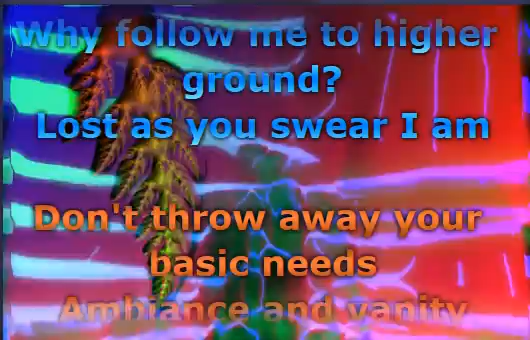 Why follow me to higher
ground?
Lost as you swear I am
Don't throw away your
basic needs
Ambiance and vanity